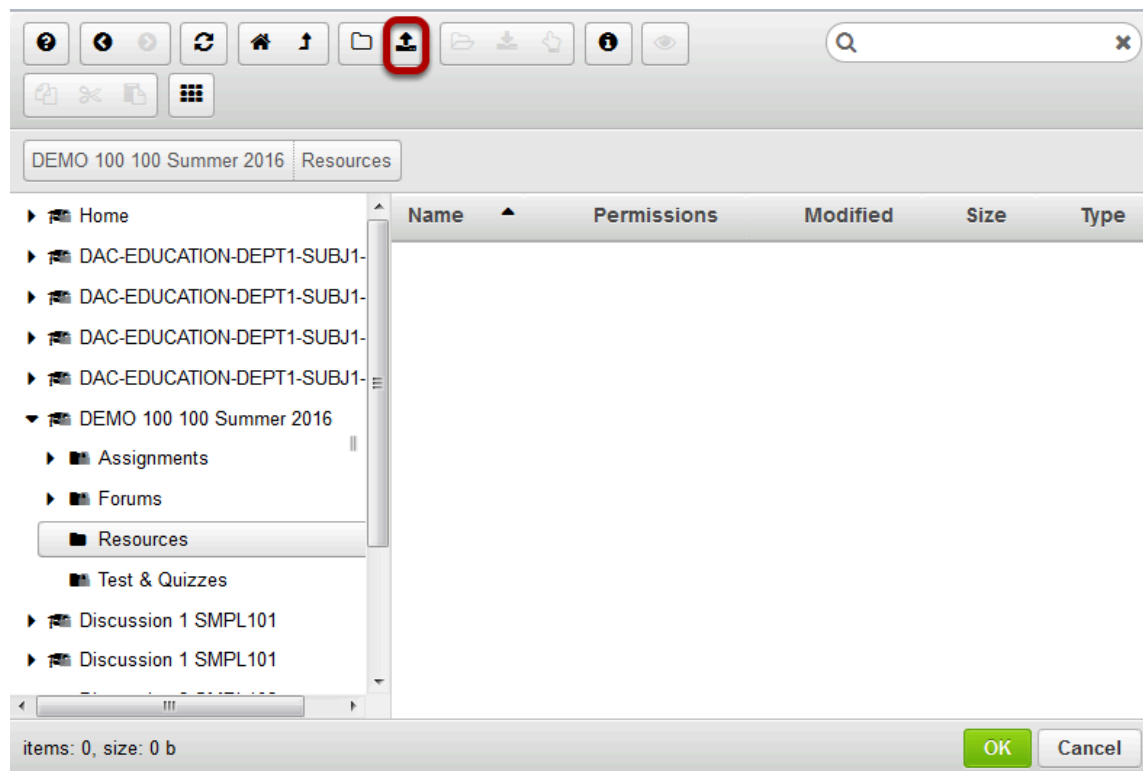 DEMO 100 100 Summer 2016 Resources
Name Permissions Modified Size Type
Home
DAC-EDUCATION-DEPT1-SUBJ1-
DAC-EDUCATION-DEPT1-SUBJ1-
DAC-EDUCATION-DEPT1-SUBJ1-
DAC-EDUCATION-DEPT1-SUBJ1-
DEMO 100 100 Summer 2016
Assignments
Forums
Resources
Test & Quizzes
Discussion 1 SMPL101
Discussion 1 SMPL101
items: 0, size: 0 b
OK Cancel